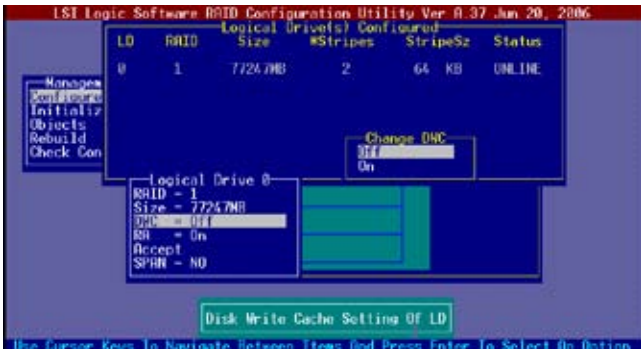 LSI Logic Software RAID Configuration Utility Ver A.37 Jun 20, 2006
Logical Drive(s) Configured
LD RAID Size #Stripes StripeSz Status
0 1 77247MB 2 64 KB ONLINE
Managem
Configure
Initializ
Objects
Rebuild
Check Con
Change DWC
Off
On
Logical Drive 0
RAID = 1
Size = 77247MB
DWC = Off
RA = On
Accept
SPAN = NO
Disk Write Cache Setting Of LD
Use Cursor Keys To Navigate Between Items And Press Enter To Select An Option